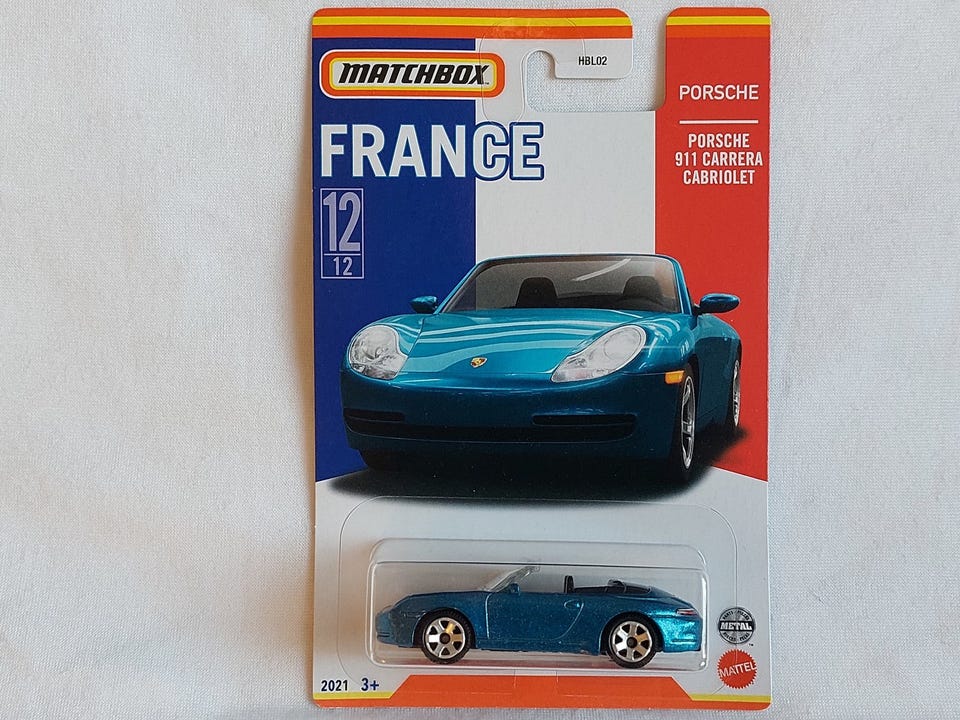 MATCHBOX
HBL02
PORSCHE
FRANCE
PORSCHE
911 CARRERA
CABRIOLET
12
12
METAL
MATTEL
2021 3+